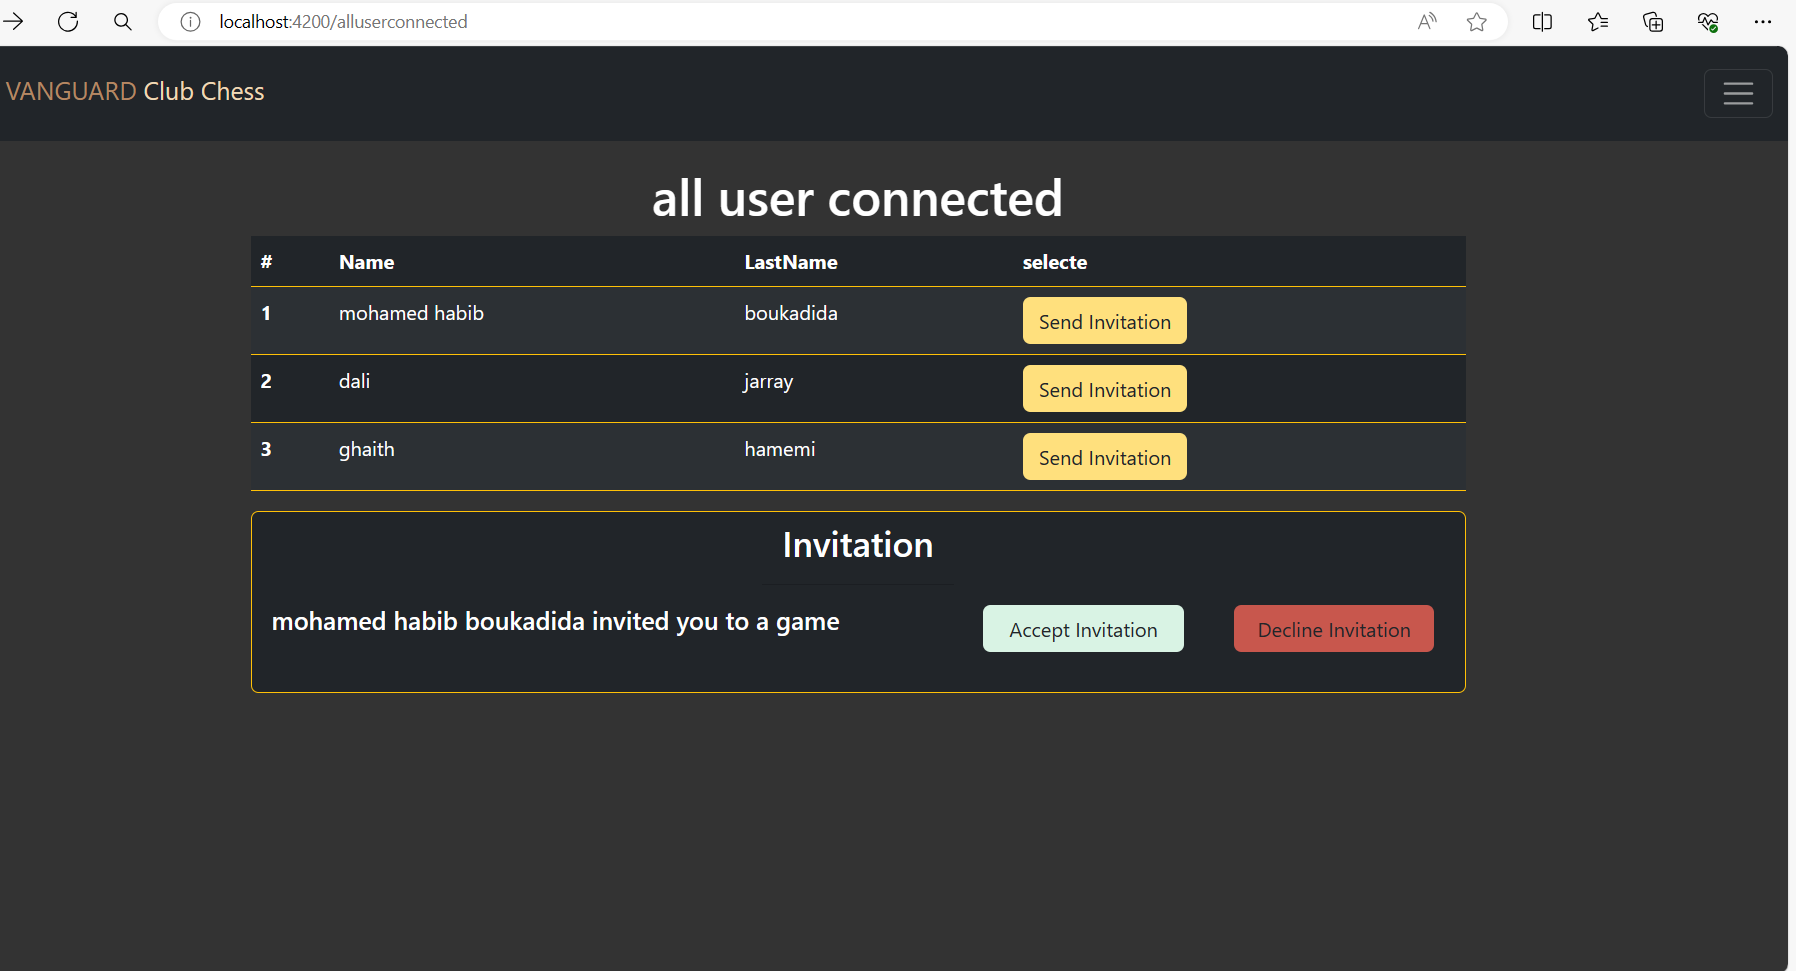 localhost:4200/alluserconnected
VANGUARD Club Chess
all user connected
# Name LastName selecte
1 mohamed habib boukadida Send Invitation
2 dali jarray Send Invitation
3 ghaith hamemi Send Invitation
Invitation
mohamed habib boukadida invited you to a game Accept Invitation Decline Invitation